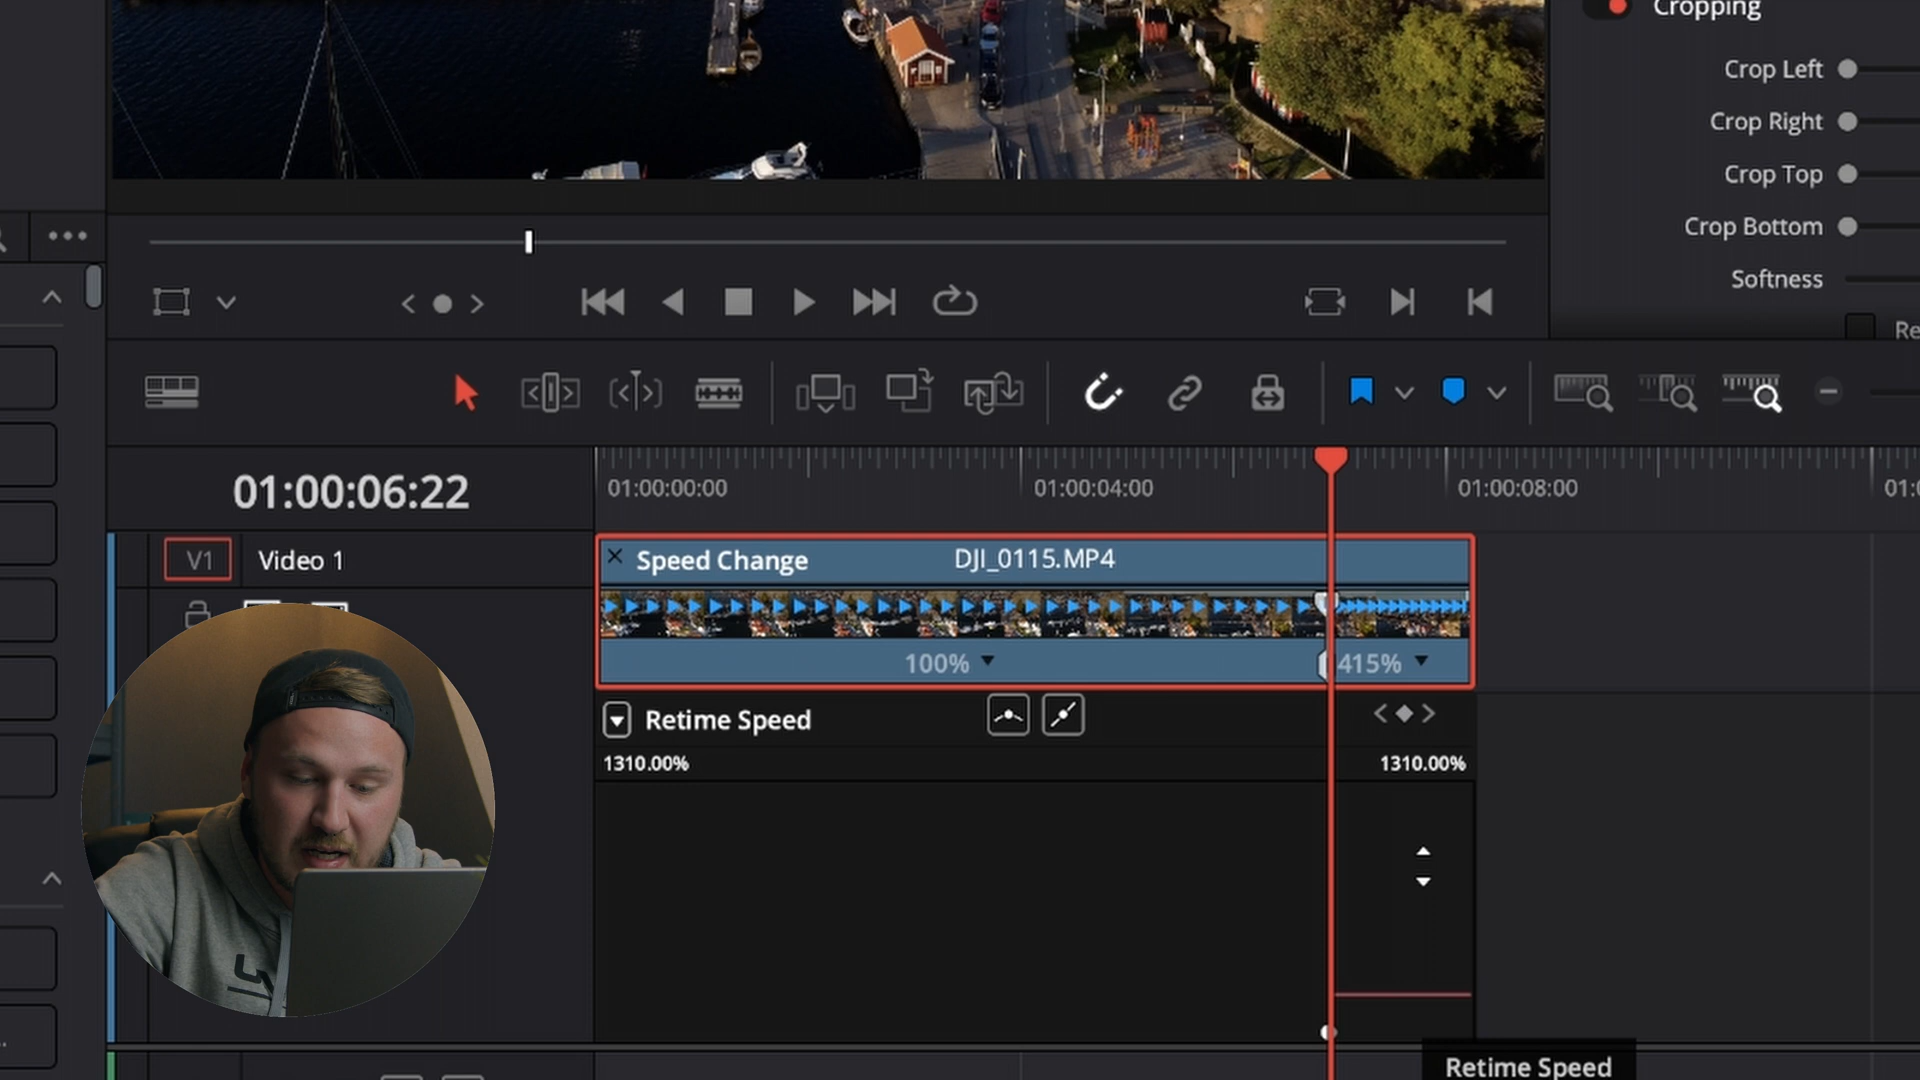 Cropping
Crop Left
Crop Right
Crop Top
Crop Bottom
Softness
Re
01:00:06:22
01:00:00:00
01:00:04:00
01:00:08:00
01:0
V1
Video 1
Speed Change
DJI_0115.MP4
100%
415%
Retime Speed
1310.00%
1310.00%
Retime Speed